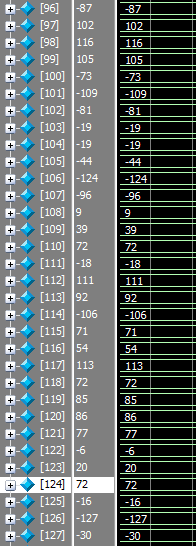 [96] -87 -87
[97] 102 102
[98] 116 116
[99] 105 105
[100] -73 -73
[101] -109 -109
[102] -81 -81
[103] -19 -19
[104] -19 -19
[105] -44 -44
[106] -124 -124
[107] -96 -96
[108] 9 9
[109] 39 39
[110] 72 72
[111] -18 -18
[112] 111 111
[113] 92 92
[114] -106 -106
[115] 71 71
[116] 54 54
[117] 113 113
[118] 72 72
[119] 85 85
[120] 86 86
[121] 77 77
[122] -6 -6
[123] 20 20
[124] 72 72
[125] -16 -16
[126] -127 -127
[127] -30 -30